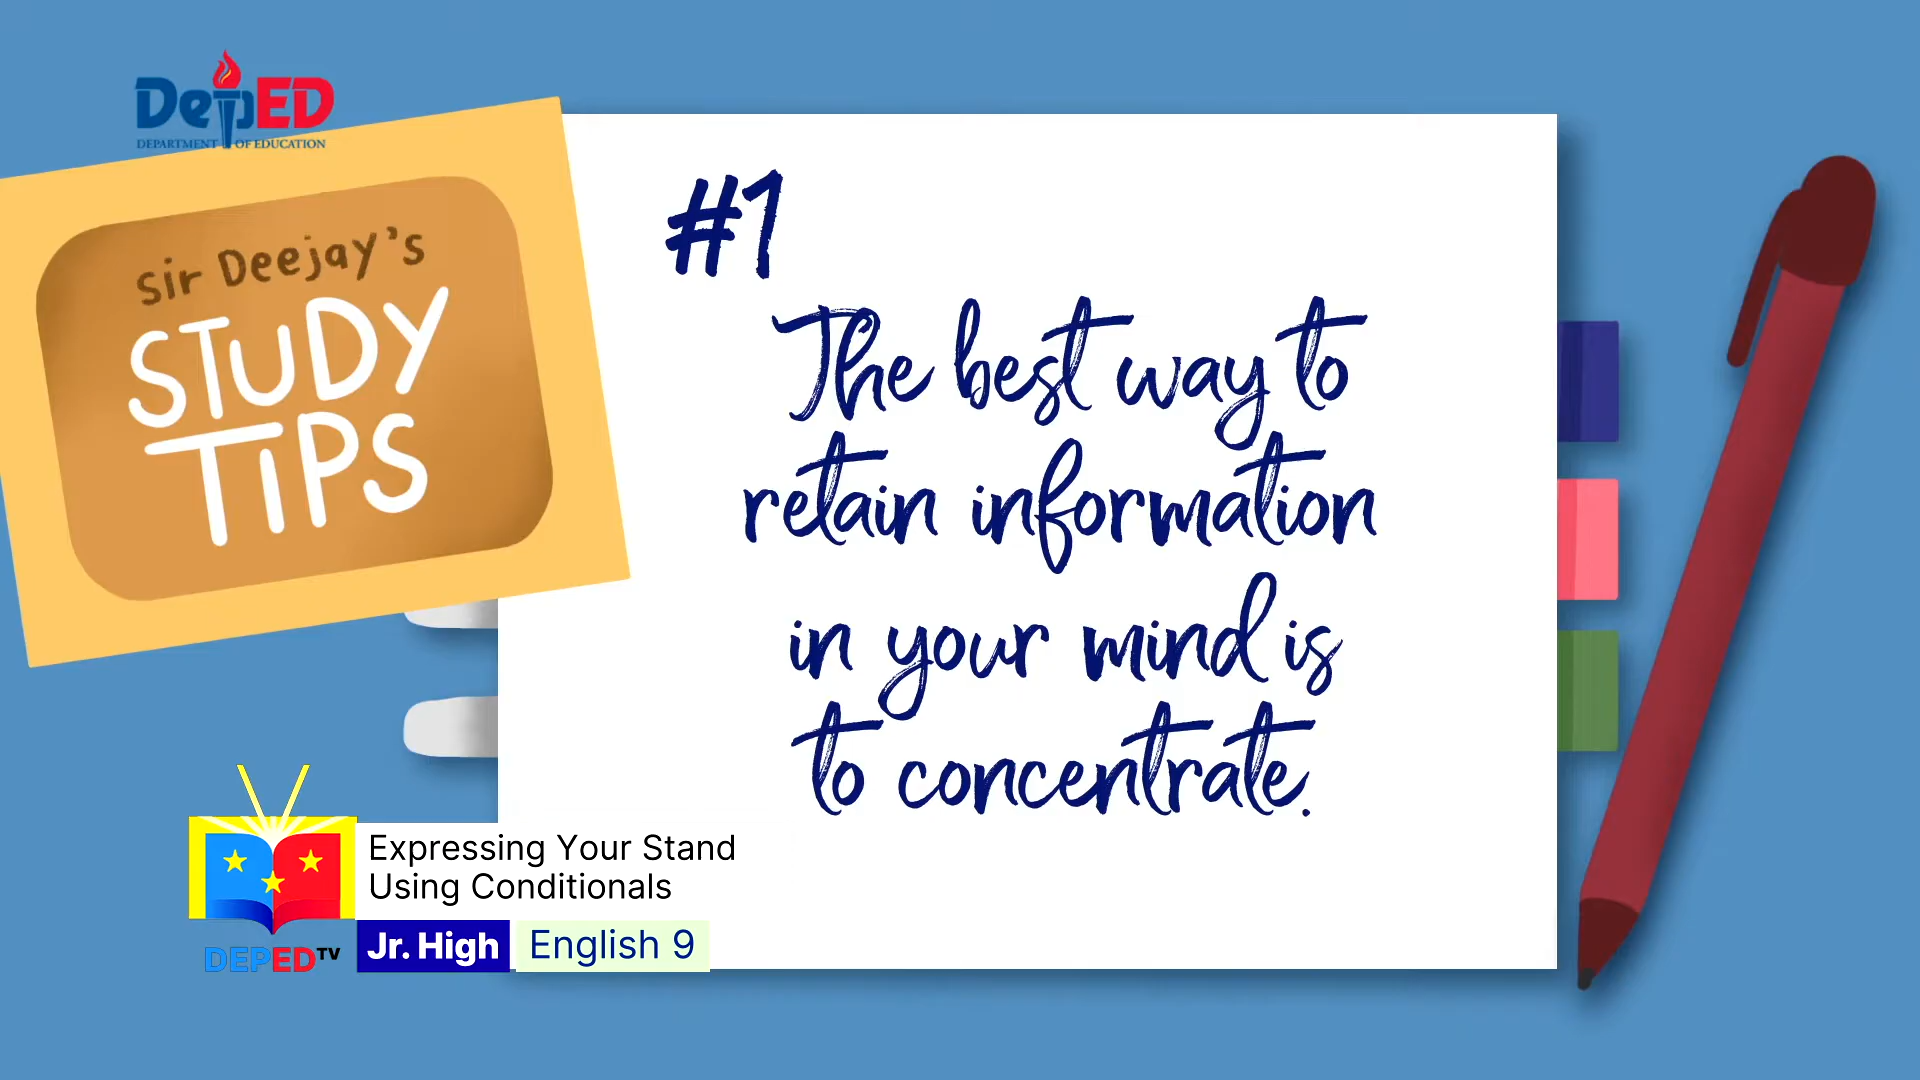 DepED
DEPARTMENT OF EDUCATION
Sir Deejay's
STUDY
TIPS
#1
The best way to
retain information
in your mind is
to concentrate.
Expressing Your Stand
Using Conditionals
DEPED TV
Jr. High
English 9